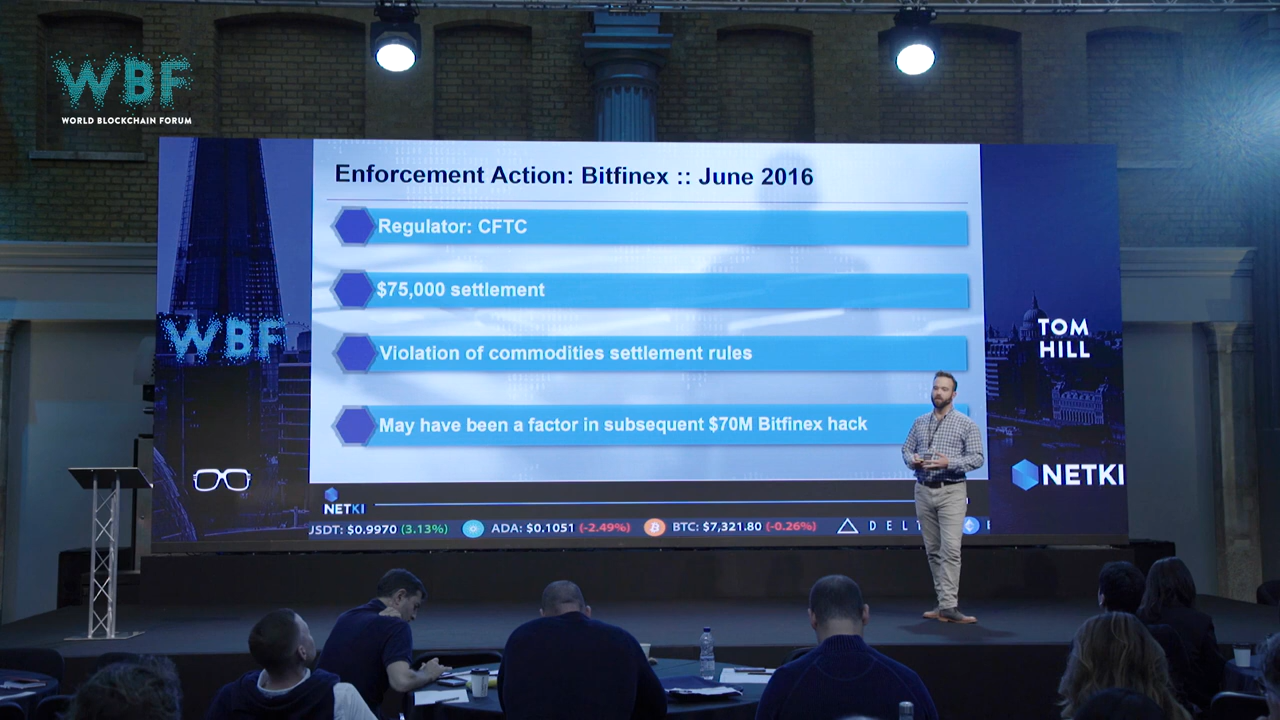 WBF
WORLD BLOCKCHAIN FORUM
Enforcement Action: Bitfinex :: June 2016
Regulator: CFTC
$75,000 settlement
Violation of commodities settlement rules
May have been a factor in subsequent $70M Bitfinex hack
WBF
TOM
HILL
NETKI
NETKI
USDT: $0.9970 (3.13%) ADA: $0.1051 (-2.49%) BTC: $7,321.80 (-0.26%)